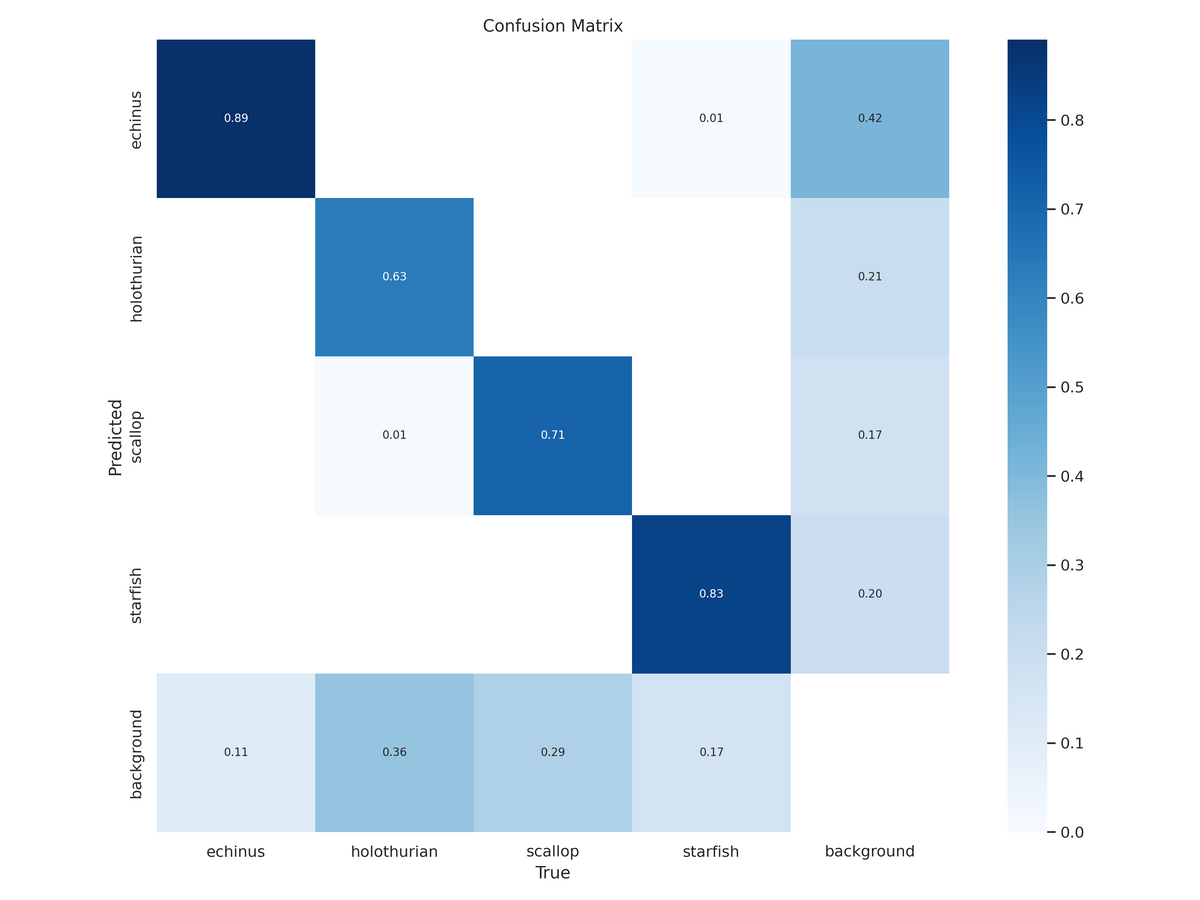 Confusion Matrix
echinus
0.89
0.01
0.42
holothurian
0.63
0.21
Predicted
scallop
0.01
0.71
0.17
starfish
0.83
0.20
background
0.11
0.36
0.29
0.17
echinus
holothurian
scallop
starfish
background
True
0.8
0.7
0.6
0.5
0.4
0.3
0.2
0.1
0.0